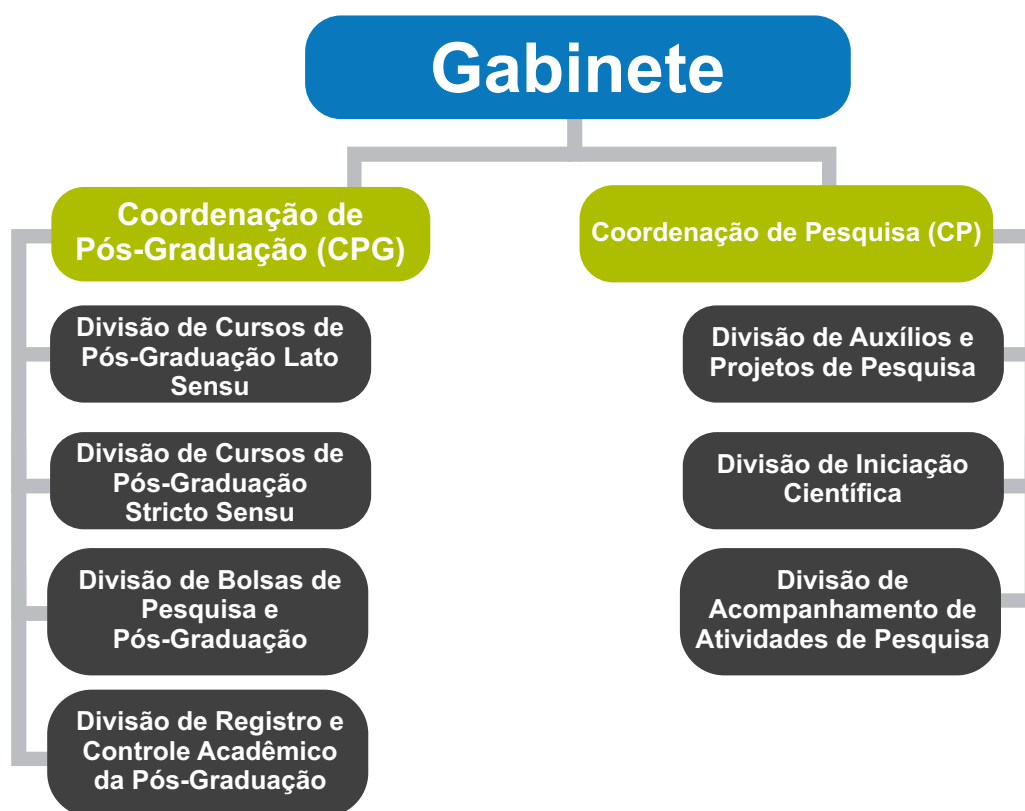 Gabinete
Coordenação de
Pós-Graduação (CPG)
Divisão de Cursos de
Pós-Graduação Lato
Sensu
Divisão de Cursos de
Pós-Graduação
Stricto Sensu
Divisão de Bolsas de
Pesquisa e
Pós-Graduação
Divisão de Registro e
Controle Acadêmico
da Pós-Graduação
Coordenação de Pesquisa (CP)
Divisão de Auxílios e
Projetos de Pesquisa
Divisão de Iniciação
Científica
Divisão de
Acompanhamento de
Atividades de Pesquisa